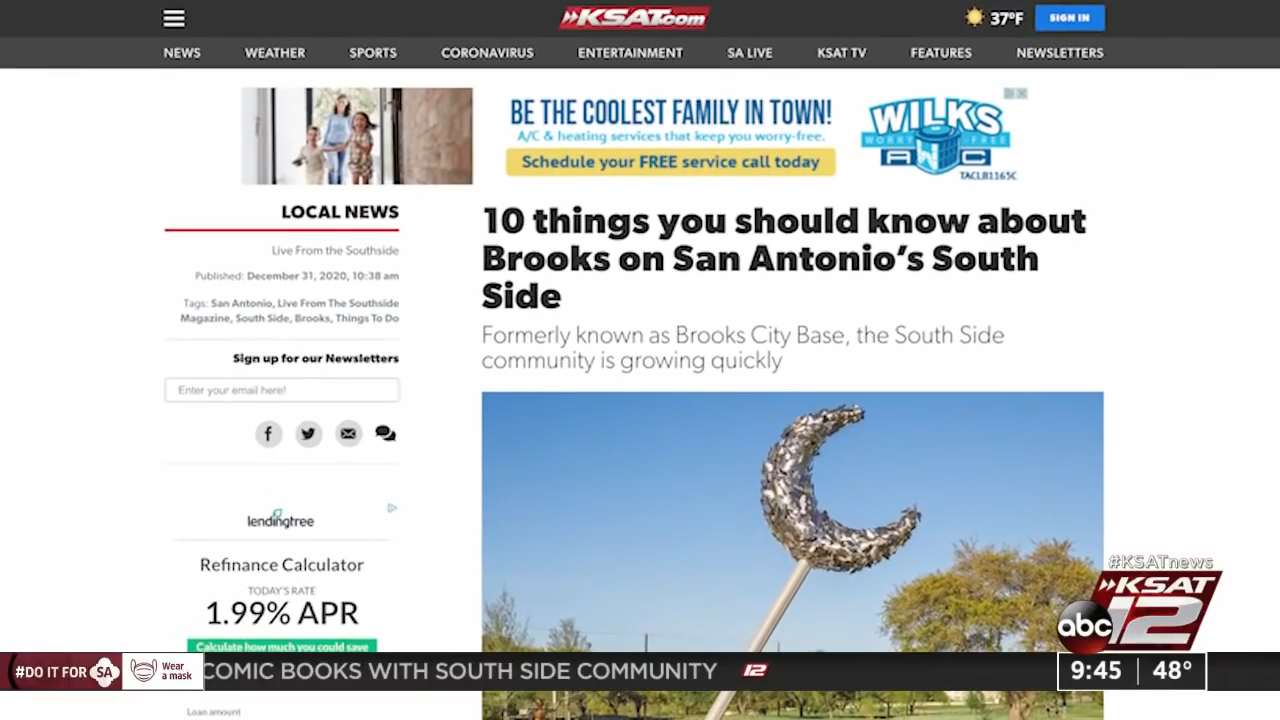 KSAT.com
37°F
SIGN IN
NEWS WEATHER SPORTS CORONAVIRUS ENTERTAINMENT SA LIVE KSAT TV FEATURES NEWSLETTERS
BE THE COOLEST FAMILY IN TOWN!
A/C & heating services that keep you worry-free.
Schedule your FREE service call today
WILKS
WORRY FREE
ANC
TACLB1165C
LOCAL NEWS
Live From the Southside
Published: December 31, 2020, 10:38 am
Tags: San Antonio, Live From The Southside
Magazine, South Side, Brooks, Things To Do
Sign up for our Newsletters
Enter your email here!
10 things you should know about
Brooks on San Antonio's South
Side
Formerly known as Brooks City Base, the South Side
community is growing quickly
lendingtree
Refinance Calculator
TODAY'S RATE
1.99% APR
Calculate how much you could save
Loan amount
#KSATnews
KSAT
abc 12
#DO IT FOR SA
Wear
a mask
COMIC BOOKS WITH SOUTH SIDE COMMUNITY 12
9:45 48°